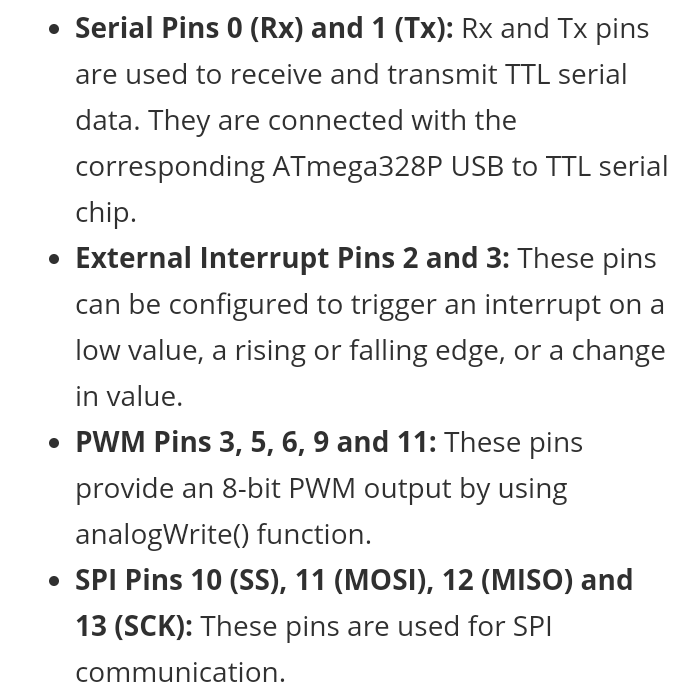 • Serial Pins 0 (Rx) and 1 (Tx): Rx and Tx pins
are used to receive and transmit TTL serial
data. They are connected with the
corresponding ATmega328P USB to TTL serial
chip.
• External Interrupt Pins 2 and 3: These pins
can be configured to trigger an interrupt on a
low value, a rising or falling edge, or a change
in value.
• PWM Pins 3, 5, 6, 9 and 11: These pins
provide an 8-bit PWM output by using
analogWrite() function.
• SPI Pins 10 (SS), 11 (MOSI), 12 (MISO) and
13 (SCK): These pins are used for SPI
communication.